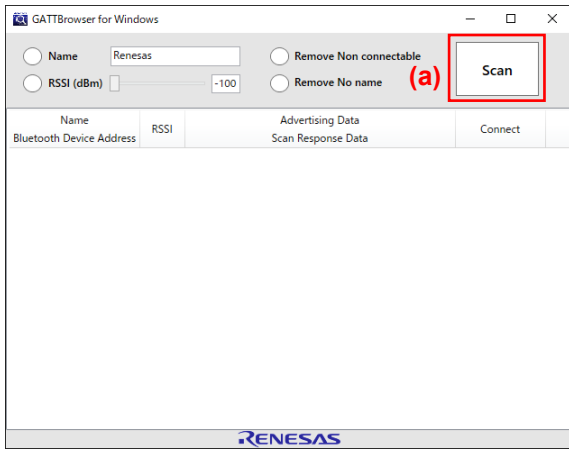 GATTBrowser for Windows
Name Renesas Remove Non connectable
RSSI (dBm) -100 Remove No name
(a) Scan
Name
Bluetooth Device Address
RSSI
Advertising Data
Scan Response Data
Connect
RENESAS